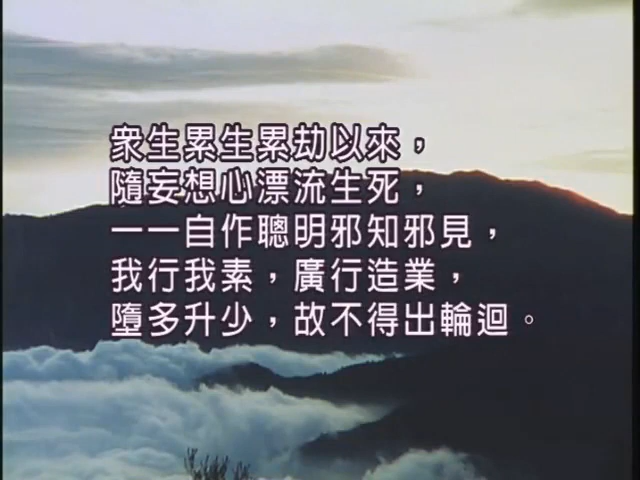 衆生累生累劫以來，
隨妄想心漂流生死，
一一自作聰明邪知邪見，
我行我素，廣行造業，
墮多升少，故不得出輪迴。